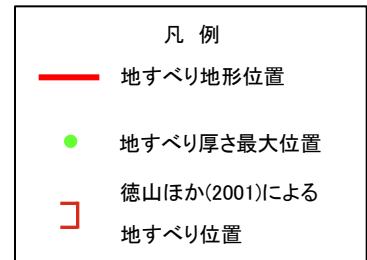 凡 例
地すべり地形位置
地すべり厚さ最大位置
徳山ほか(2001)による
地すべり位置